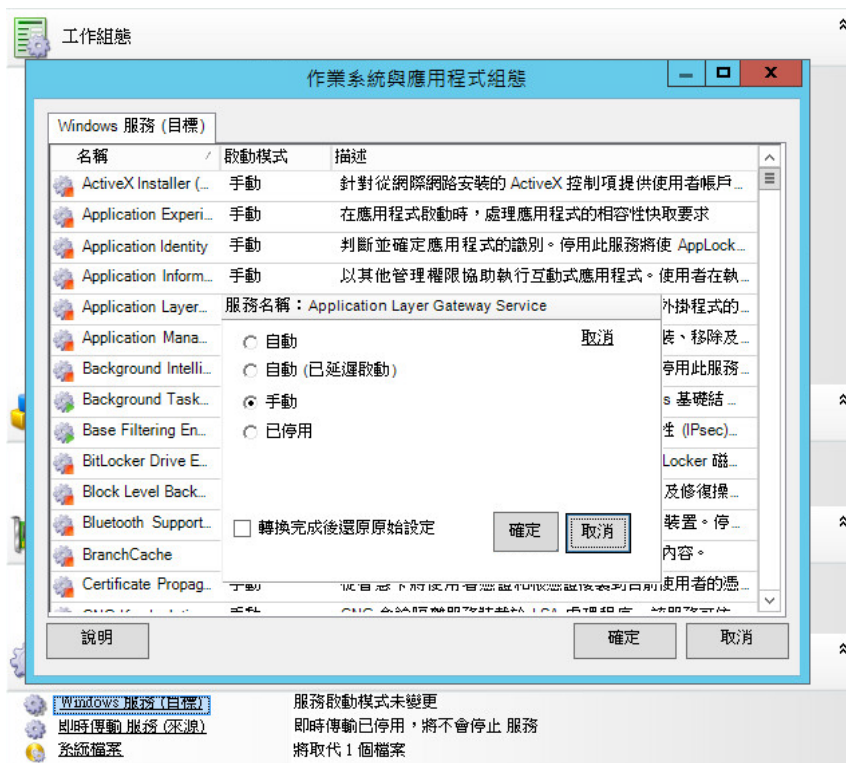 工作組態
作業系統與應用程式組態
Windows 服務 (目標)
名稱 啟動模式 描述
ActiveX Installer (... 手動 針對從網際網路安裝的 ActiveX 控制項提供使用者帳戶...
Application Experi... 手動 在應用程式啟動時，處理應用程式的相容性快取要求
Application Identity 手動 判斷並確定應用程式的識別。停用此服務將使 AppLock...
Application Inform... 手動 以其他管理權限協助執行互動式應用程式。使用者在執...
Application Layer... 服務名稱：Application Layer Gateway Service 外掛程式的...
Application Mana... 自動 取消 裝、移除及...
Background Intelli... 自動 (已延遲啟動) 停用此服務...
Background Task... 手動 s 基礎結...
Base Filtering En... 已停用 性 (IPsec)...
BitLocker Drive E... Locker 磁...
Block Level Back... 及修復操...
Bluetooth Support... 轉換完成後還原原始設定 確定 取消 裝置。停...
BranchCache 內容。
Certificate Propag... 手動 使用者的憑...
說明 確定 取消
Windows 服務 (目標) 服務啟動模式未變更
即時傳輸 服務 (來源) 即時傳輸已停用，將不會停止 服務
系統檔案 將取代 1 個檔案